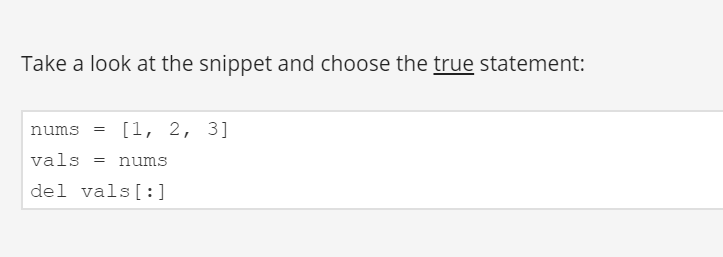 Take a look at the snippet and choose the true statement:
nums = [1, 2, 3]
vals = nums
del vals[:]